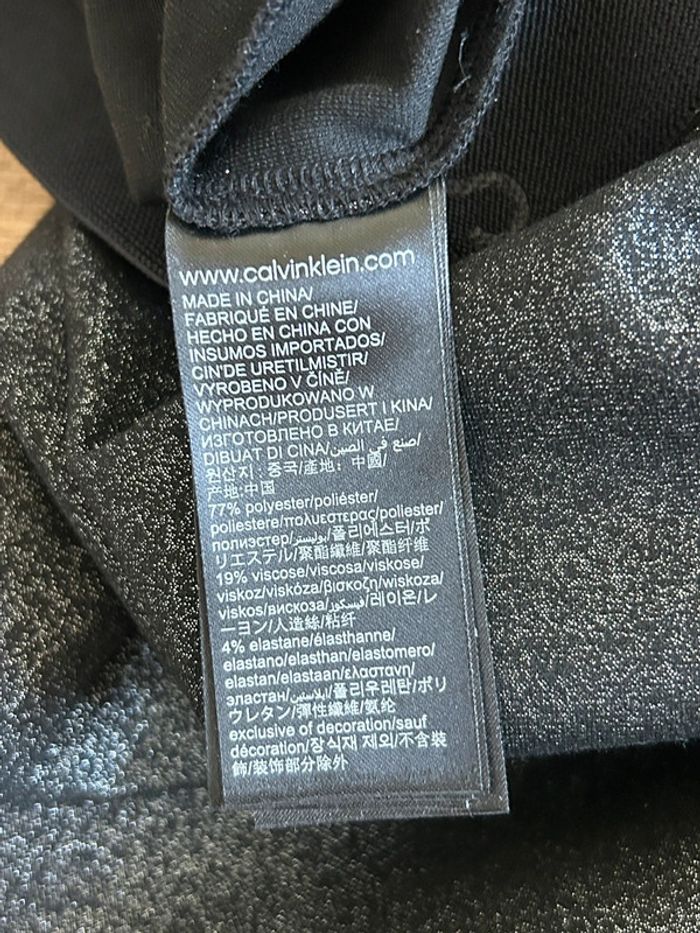 www.calvinklein.com
MADE IN CHINA/
FABRIQUÉ EN CHINE/
HECHO EN CHINA CON
INSUMOS IMPORTADOS/
CIN'DE URETILMISTIR/
VYROBENO V ČÍNĚ/
WYPRODUKOWANO W
CHINACH/PRODUSERT I KINA/
ИЗГОТОВЛЕНО В КИТАЕ/
DIBUAT DI CINA/صنع في الصين/
원산지: 중국/產地: 中國/
产地:中国
77% polyester/poliéster/
poliestere/πολυεστερας/poliester/
полиэстер/بوليستر/폴리에스터/ポ
リエステル/聚酯纖維/聚酯纤维
19% viscose/viscosa/viskose/
viskoz/viskóza/βισκοζη/wiskoza/
viskos/вискоза/فيسكوز/레이온/レ
ーヨン/人造絲/粘纤
4% elastane/élasthanne/
elastano/elasthan/elastomero/
elastan/elastaan/ελασταvη/
эластан/ايلاستين/폴리우레탄/ポリ
ウレタン/彈性纖維/氨纶
exclusive of decoration/sauf
décoration/장식재 제외/不含裝
飾/装饰部分除外